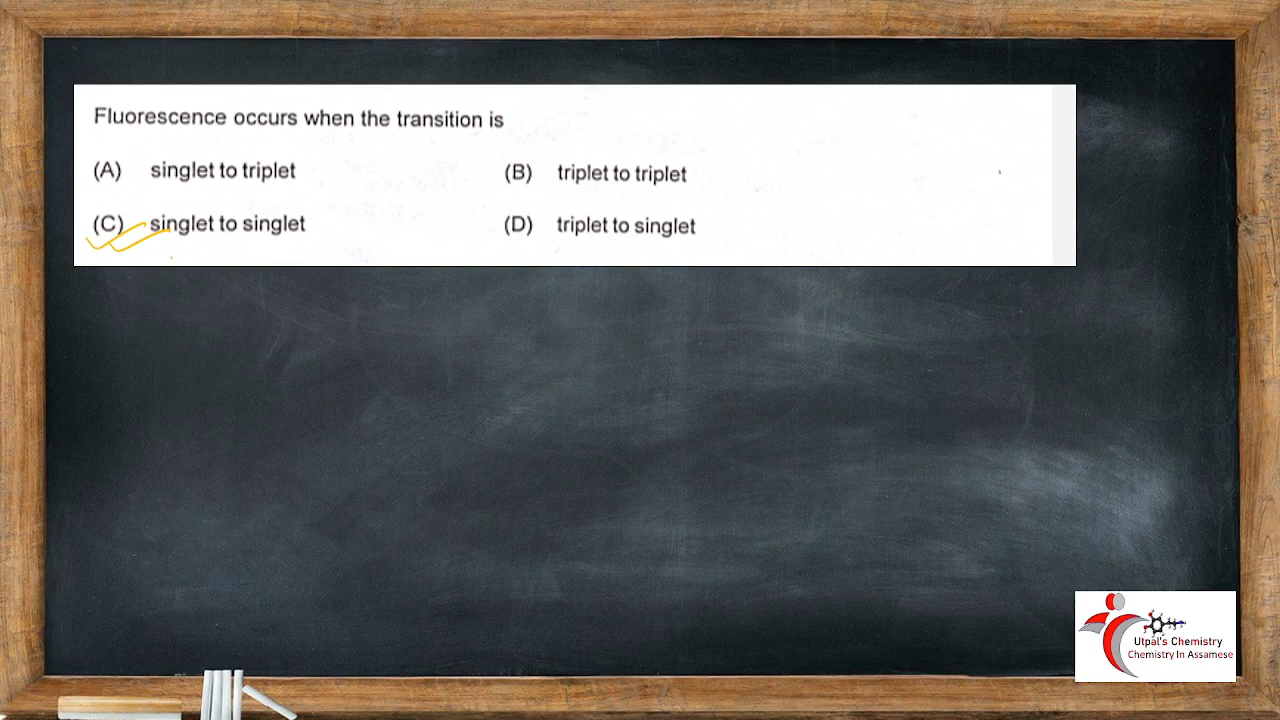 Fluorescence occurs when the transition is
(A) singlet to triplet (B) triplet to triplet
(C) singlet to singlet (D) triplet to singlet
Utpal's Chemistry
Chemistry In Assamese